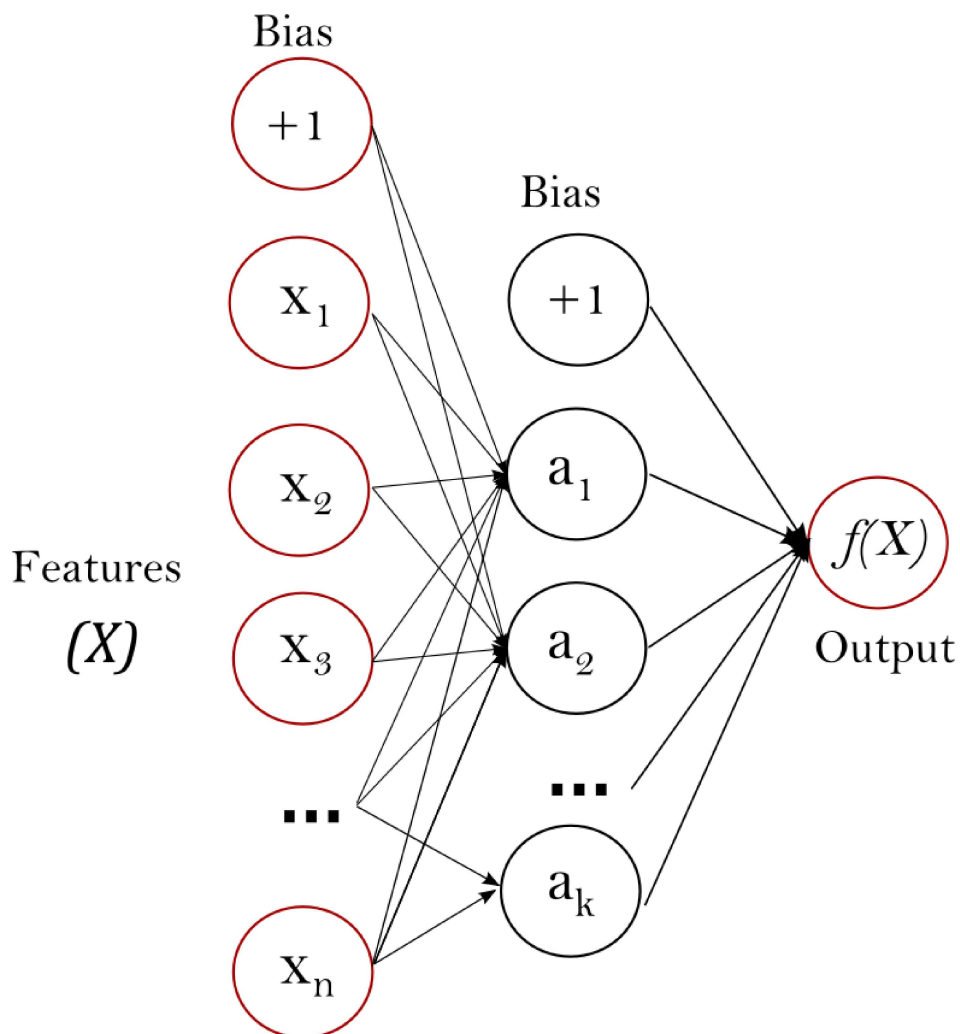 Bias
+1
x₁
x₂
x₃
...
xₙ
Features
(X)
Bias
+1
a₁
a₂
...
aₖ
f(X)
Output